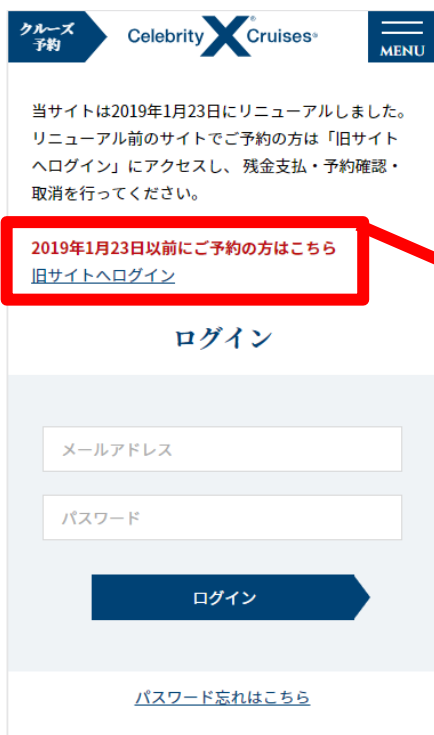 クルーズ
予約
Celebrity X Cruises®
MENU
当サイトは2019年1月23日にリニューアルしました。
リニューアル前のサイトでご予約の方は「旧サイト
へログイン」にアクセスし、 残金支払・予約確認・
取消を行ってください。
2019年1月23日以前にご予約の方はこちら
旧サイトへログイン
ログイン
メールアドレス
パスワード
ログイン
パスワード忘れはこちら